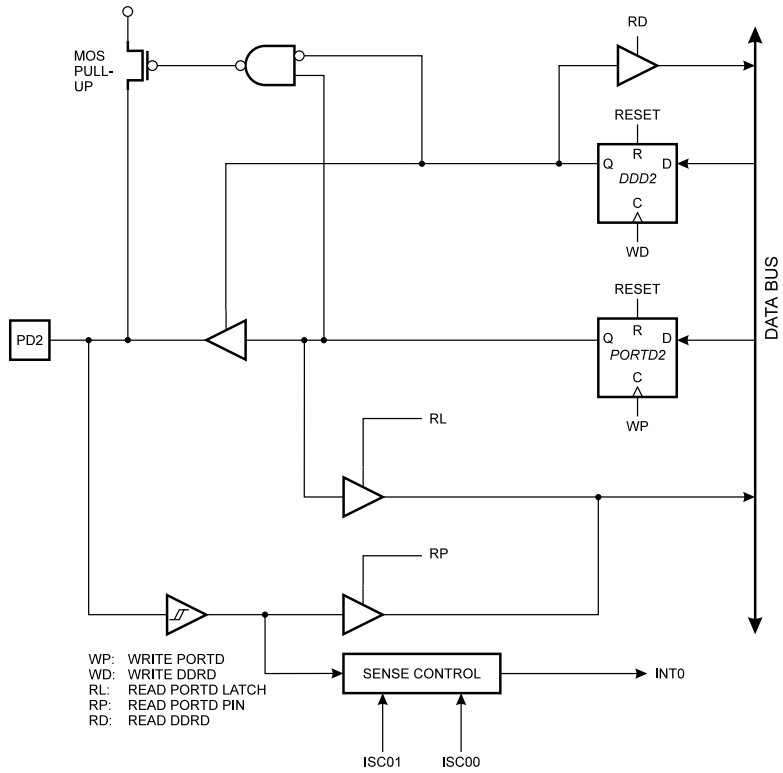 MOS
PULL-
UP
RD
RESET
R
Q
D
DDD2
C
WD
DATA BUS
RESET
R
PD2
Q
D
PORTD2
C
WP
RL
RP
WP: WRITE PORTD
WD: WRITE DDRD
RL: READ PORTD LATCH
RP: READ PORTD PIN
RD: READ DDRD
SENSE CONTROL
INT0
ISC01
ISC00